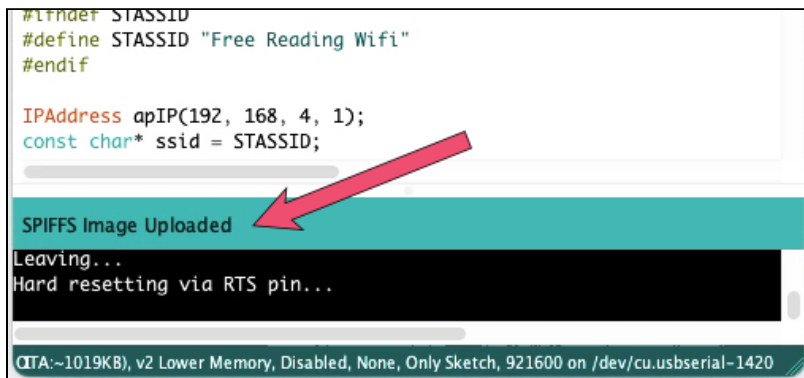 #ifndef STASSID
#define STASSID "Free Reading Wifi"
#endif
IPAddress apIP(192, 168, 4, 1);
const char* ssid = STASSID;
SPIFFS Image Uploaded
Leaving...
Hard resetting via RTS pin...
OTA:~1019KB), v2 Lower Memory, Disabled, None, Only Sketch, 921600 on /dev/cu.usbserial-1420